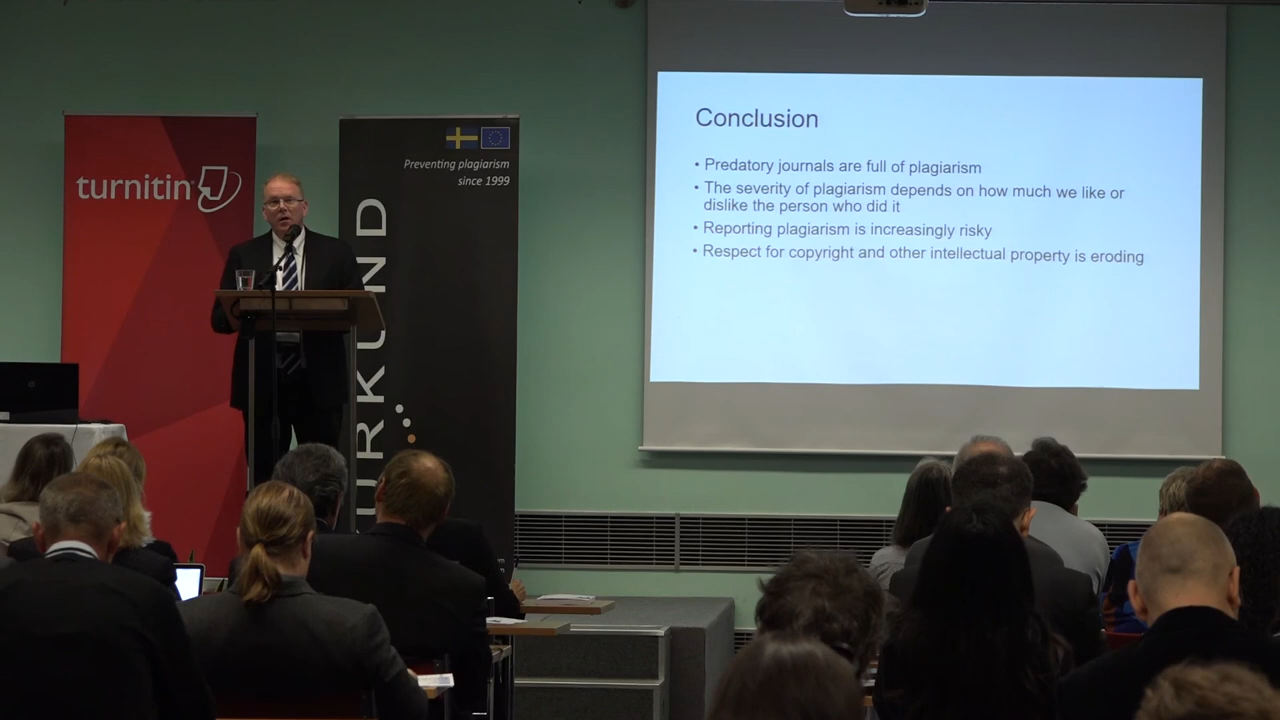 turnitin
Preventing plagiarism
since 1999
URKUND
Conclusion
• Predatory journals are full of plagiarism
• The severity of plagiarism depends on how much we like or
dislike the person who did it
• Reporting plagiarism is increasingly risky
• Respect for copyright and other intellectual property is eroding